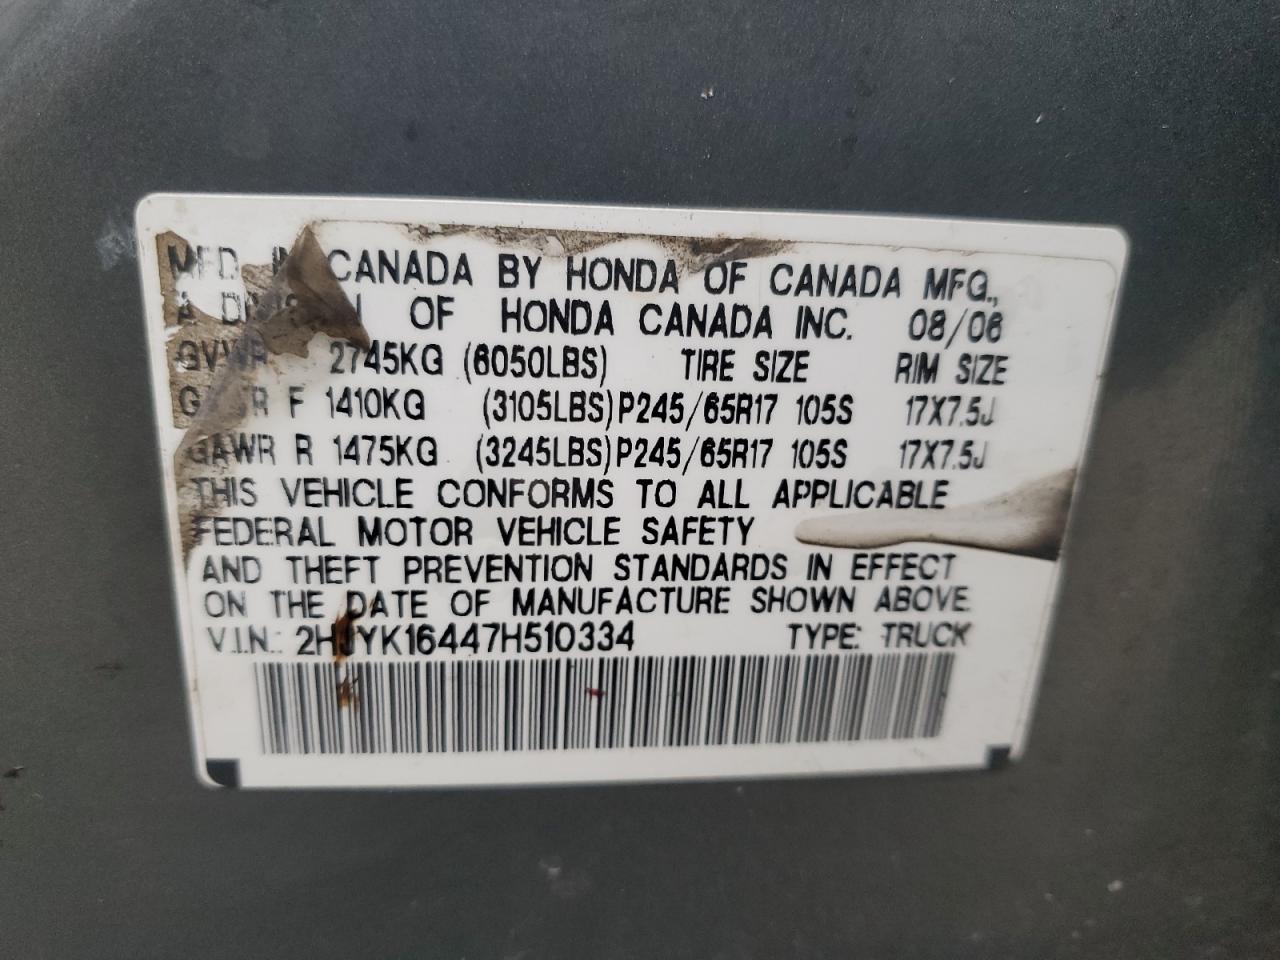 MFD. IN CANADA BY HONDA OF CANADA MFG.,
A DIVISION OF HONDA CANADA INC. 08/06
GVWR 2745KG (6050LBS) TIRE SIZE RIM SIZE
GAWR F 1410KG (3105LBS) P245/65R17 105S 17X7.5J
GAWR R 1475KG (3245LBS) P245/65R17 105S 17X7.5J
THIS VEHICLE CONFORMS TO ALL APPLICABLE
FEDERAL MOTOR VEHICLE SAFETY
AND THEFT PREVENTION STANDARDS IN EFFECT
ON THE DATE OF MANUFACTURE SHOWN ABOVE.
V.I.N.: 2HJYK16447H510334 TYPE: TRUCK